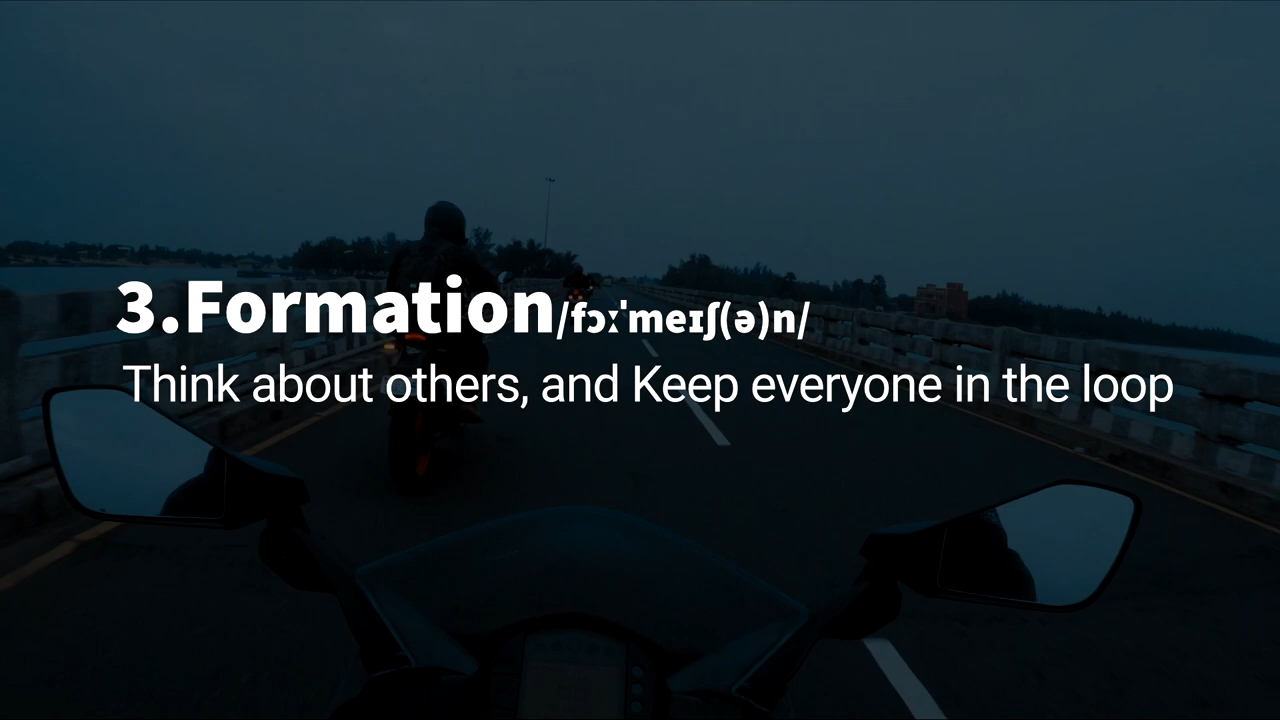 3.Formation/fɔːˈmeɪʃ(ə)n/
Think about others, and Keep everyone in the loop